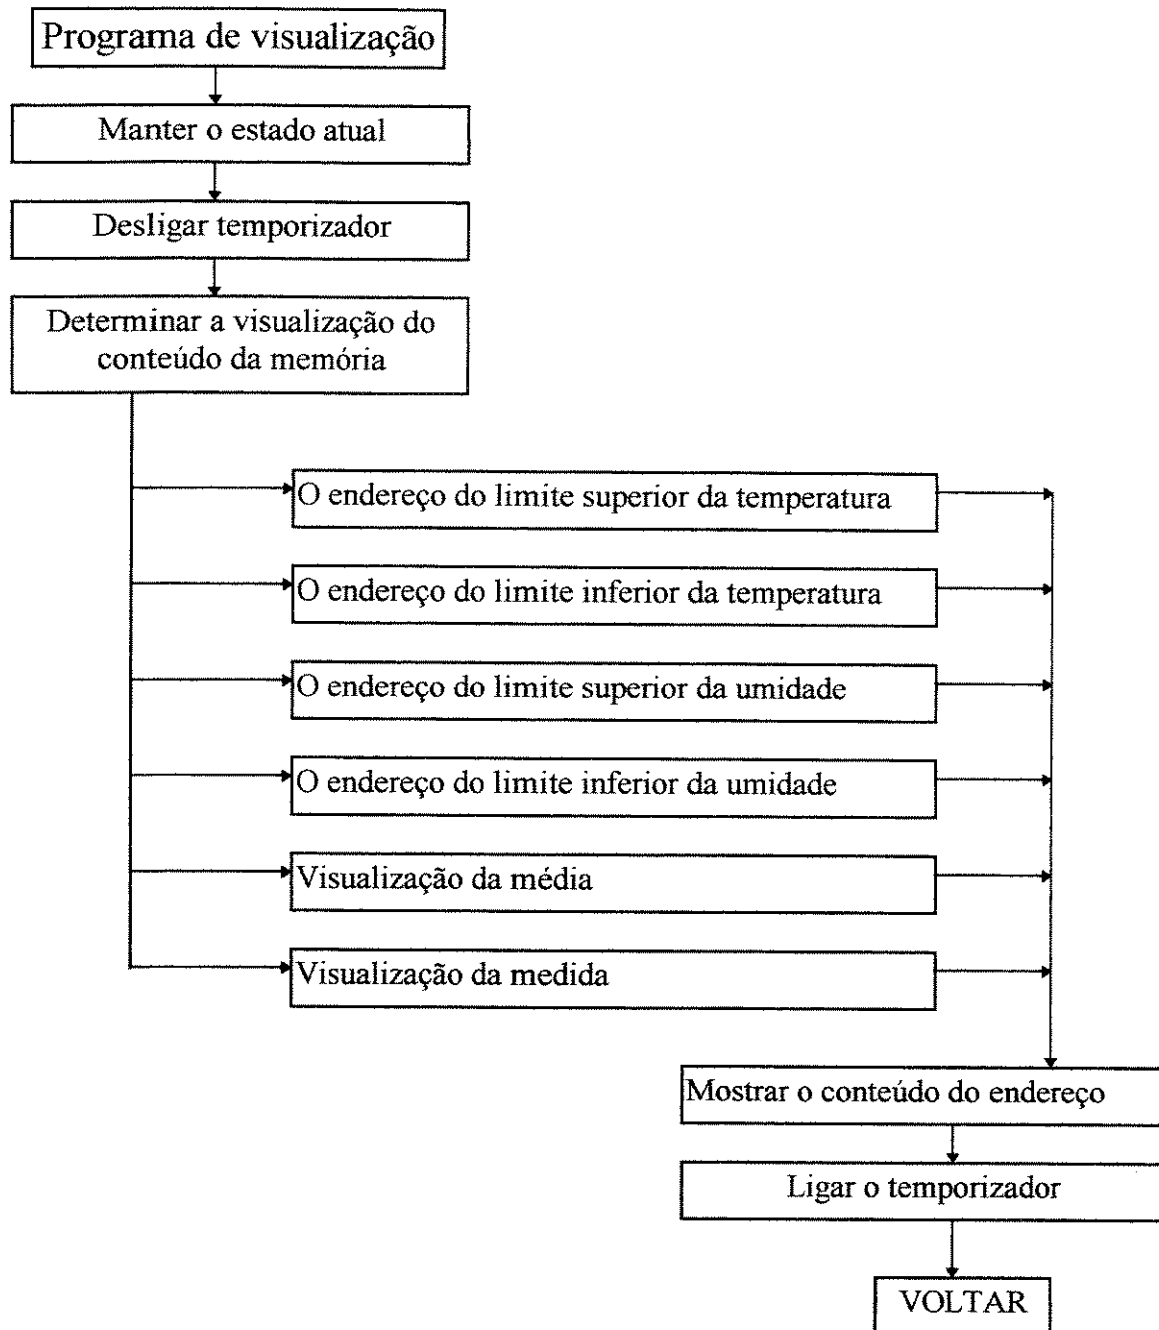 Programa de visualização
Manter o estado atual
Desligar temporizador
Determinar a visualização do
conteúdo da memória
O endereço do limite superior da temperatura
O endereço do limite inferior da temperatura
O endereço do limite superior da umidade
O endereço do limite inferior da umidade
Visualização da média
Visualização da medida
Mostrar o conteúdo do endereço
Ligar o temporizador
VOLTAR